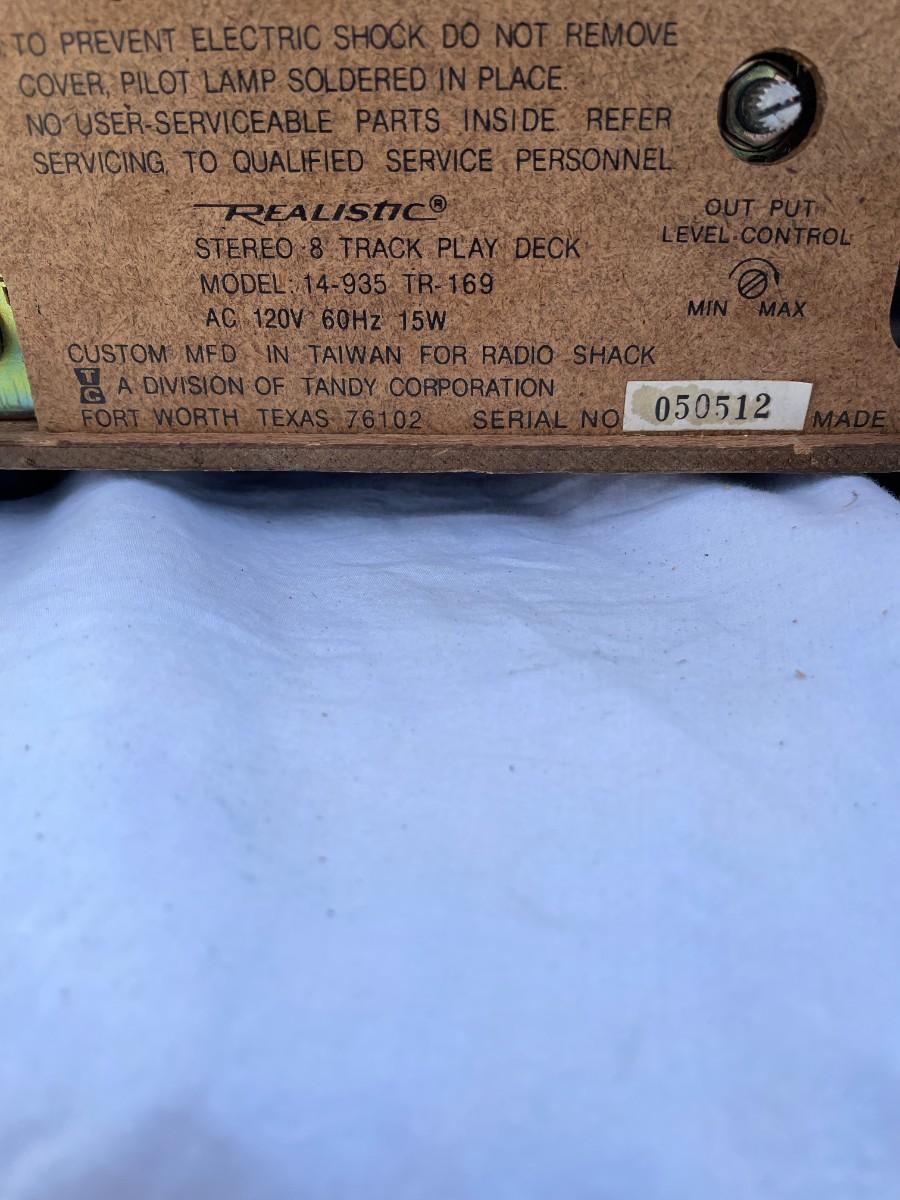 TO PREVENT ELECTRIC SHOCK DO NOT REMOVE
COVER, PILOT LAMP SOLDERED IN PLACE.
NO USER-SERVICEABLE PARTS INSIDE. REFER
SERVICING TO QUALIFIED SERVICE PERSONNEL
REALISTIC®
STEREO 8 TRACK PLAY DECK
MODEL: 14-935 TR-169
AC 120V 60Hz 15W
OUT PUT
LEVEL CONTROL
MIN MAX
CUSTOM MFD IN TAIWAN FOR RADIO SHACK
TC A DIVISION OF TANDY CORPORATION
FORT WORTH TEXAS 76102 SERIAL NO 050512 MADE